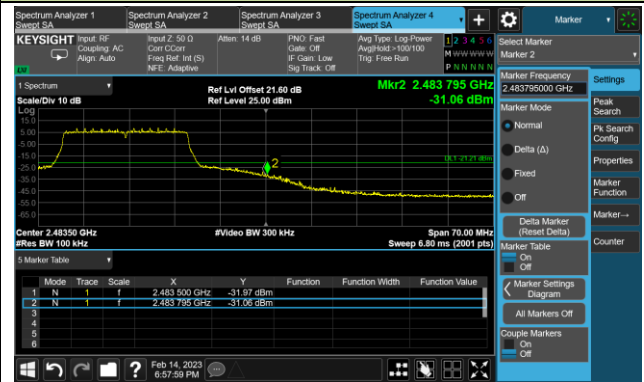 Spectrum Analyzer 1
Swept SA
Spectrum Analyzer 2
Swept SA
Spectrum Analyzer 3
Swept SA
Spectrum Analyzer 4
Swept SA
Marker
KEYSIGHT
Input: RF
Coupling: AC
Align: Auto
Input Z: 50 Ω
Corr CCorr
Freq Ref: Int (S)
NFE: Adaptive
Atten: 14 dB
PNO: Fast
Gate: Off
IF Gain: Low
Sig Track: Off
Avg Type: Log-Power
Avg|Hold:>100/100
Trig: Free Run
1 2 3 4 5 6
M W W W W W
P N N N N N
LXI
Select Marker
Marker 2
1 Spectrum
Scale/Div 10 dB
Ref Lvl Offset 21.60 dB
Ref Level 25.00 dBm
Mkr2 2.483 795 GHz
-31.06 dBm
Log
15.0
5.00
-5.00
-15.0
-25.0
-35.0
-45.0
-55.0
-65.0
2
DL1 -21.21 dBm
Center 2.48350 GHz
#Res BW 100 kHz
#Video BW 300 kHz
Span 70.00 MHz
Sweep 6.80 ms (2001 pts)
5 Marker Table
Mode Trace Scale X Y Function Function Width Function Value
1 N 1 f 2.483 500 GHz -31.97 dBm
2 N 1 f 2.483 795 GHz -31.06 dBm
3
4
5
6
Marker Frequency
2.483795000 GHz
Marker Mode
Normal
Delta (Δ)
Fixed
Off
Delta Marker
(Reset Delta)
Marker Table
On
Off
Marker Settings
Diagram
All Markers Off
Couple Markers
On
Off
Settings
Peak
Search
Pk Search
Config
Properties
Marker
Function
Marker→
Counter
?
Feb 14, 2023
6:57:59 PM